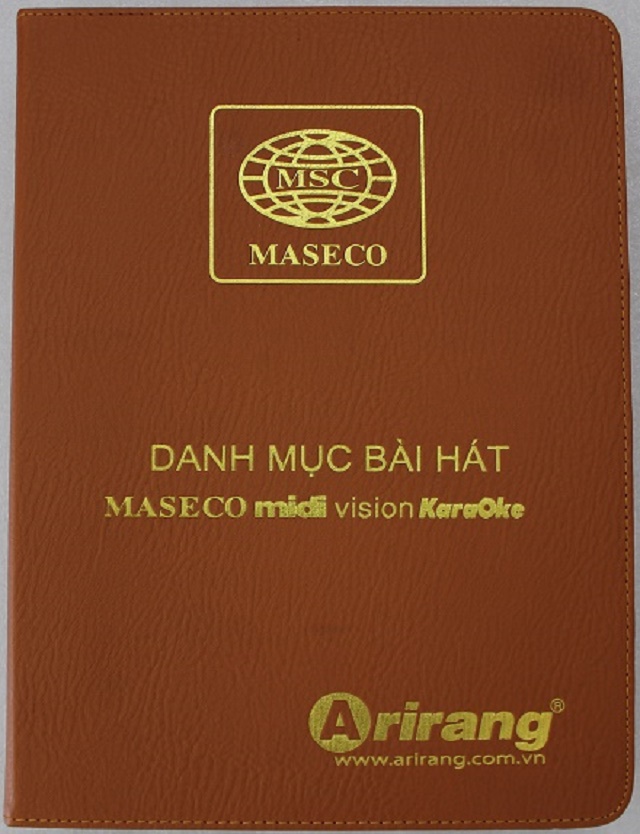 MSC
MASECO
DANH MỤC BÀI HÁT
MASECO midi vision KaraOke
Arirang®
www.arirang.com.vn